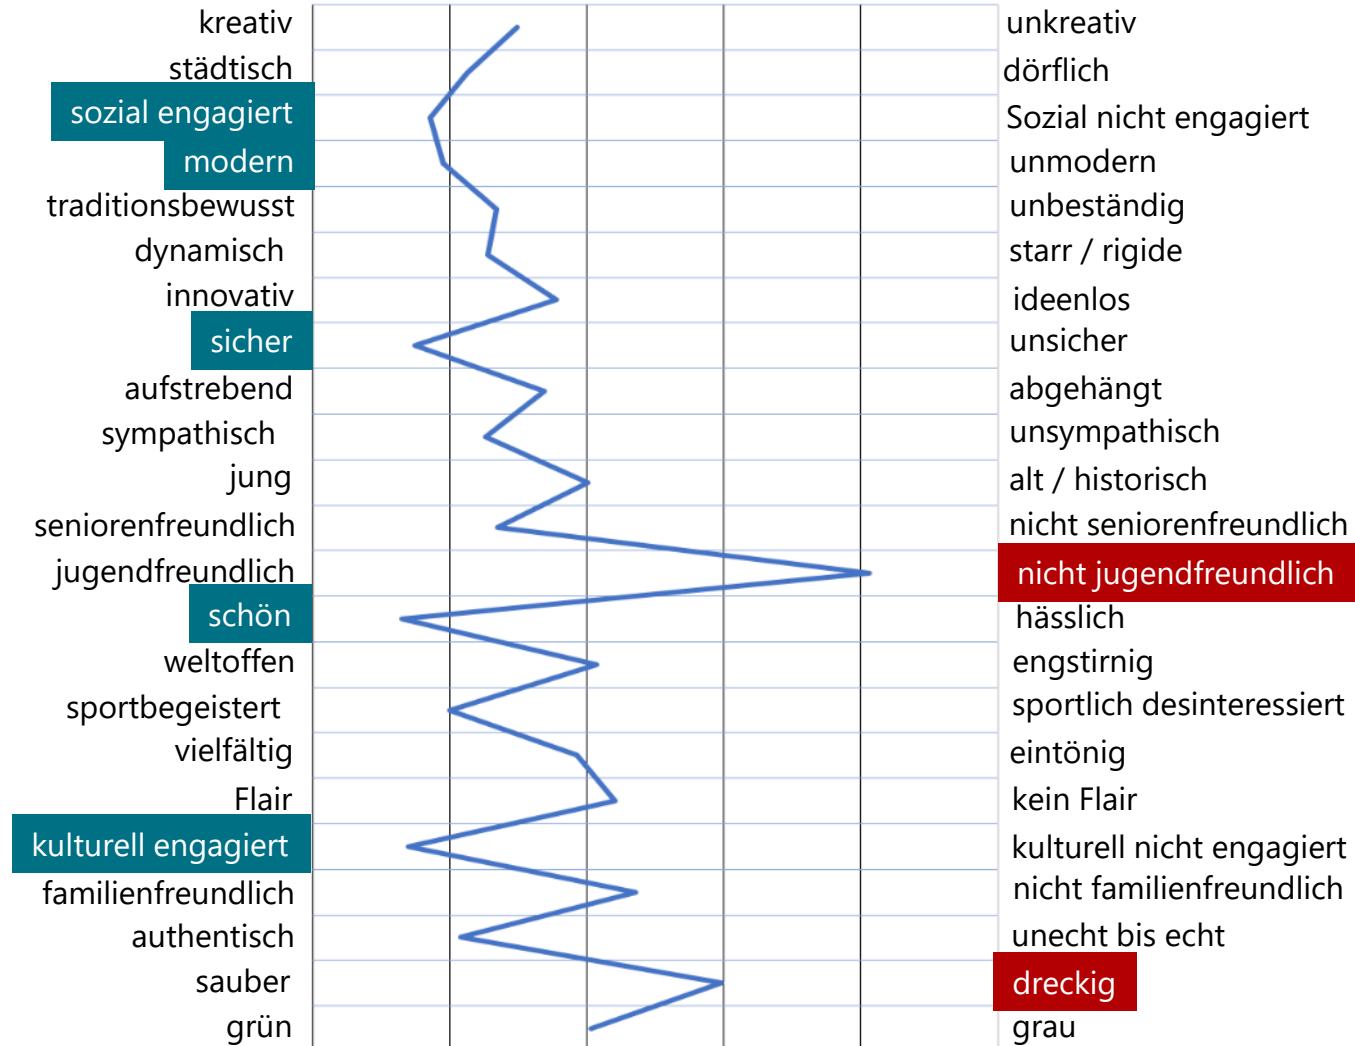 kreativ unkreativ
städtisch dörflich
sozial engagiert Sozial nicht engagiert
modern unmodern
traditionsbewusst unbeständig
dynamisch starr / rigide
innovativ ideenlos
sicher unsicher
aufstrebend abgehängt
sympathisch unsympathisch
jung alt / historisch
seniorenfreundlich nicht seniorenfreundlich
jugendfreundlich nicht jugendfreundlich
schön hässlich
weltoffen engstirnig
sportbegeistert sportlich desinteressiert
vielfältig eintönig
Flair kein Flair
kulturell engagiert kulturell nicht engagiert
familienfreundlich nicht familienfreundlich
authentisch unecht bis echt
sauber dreckig
grün grau